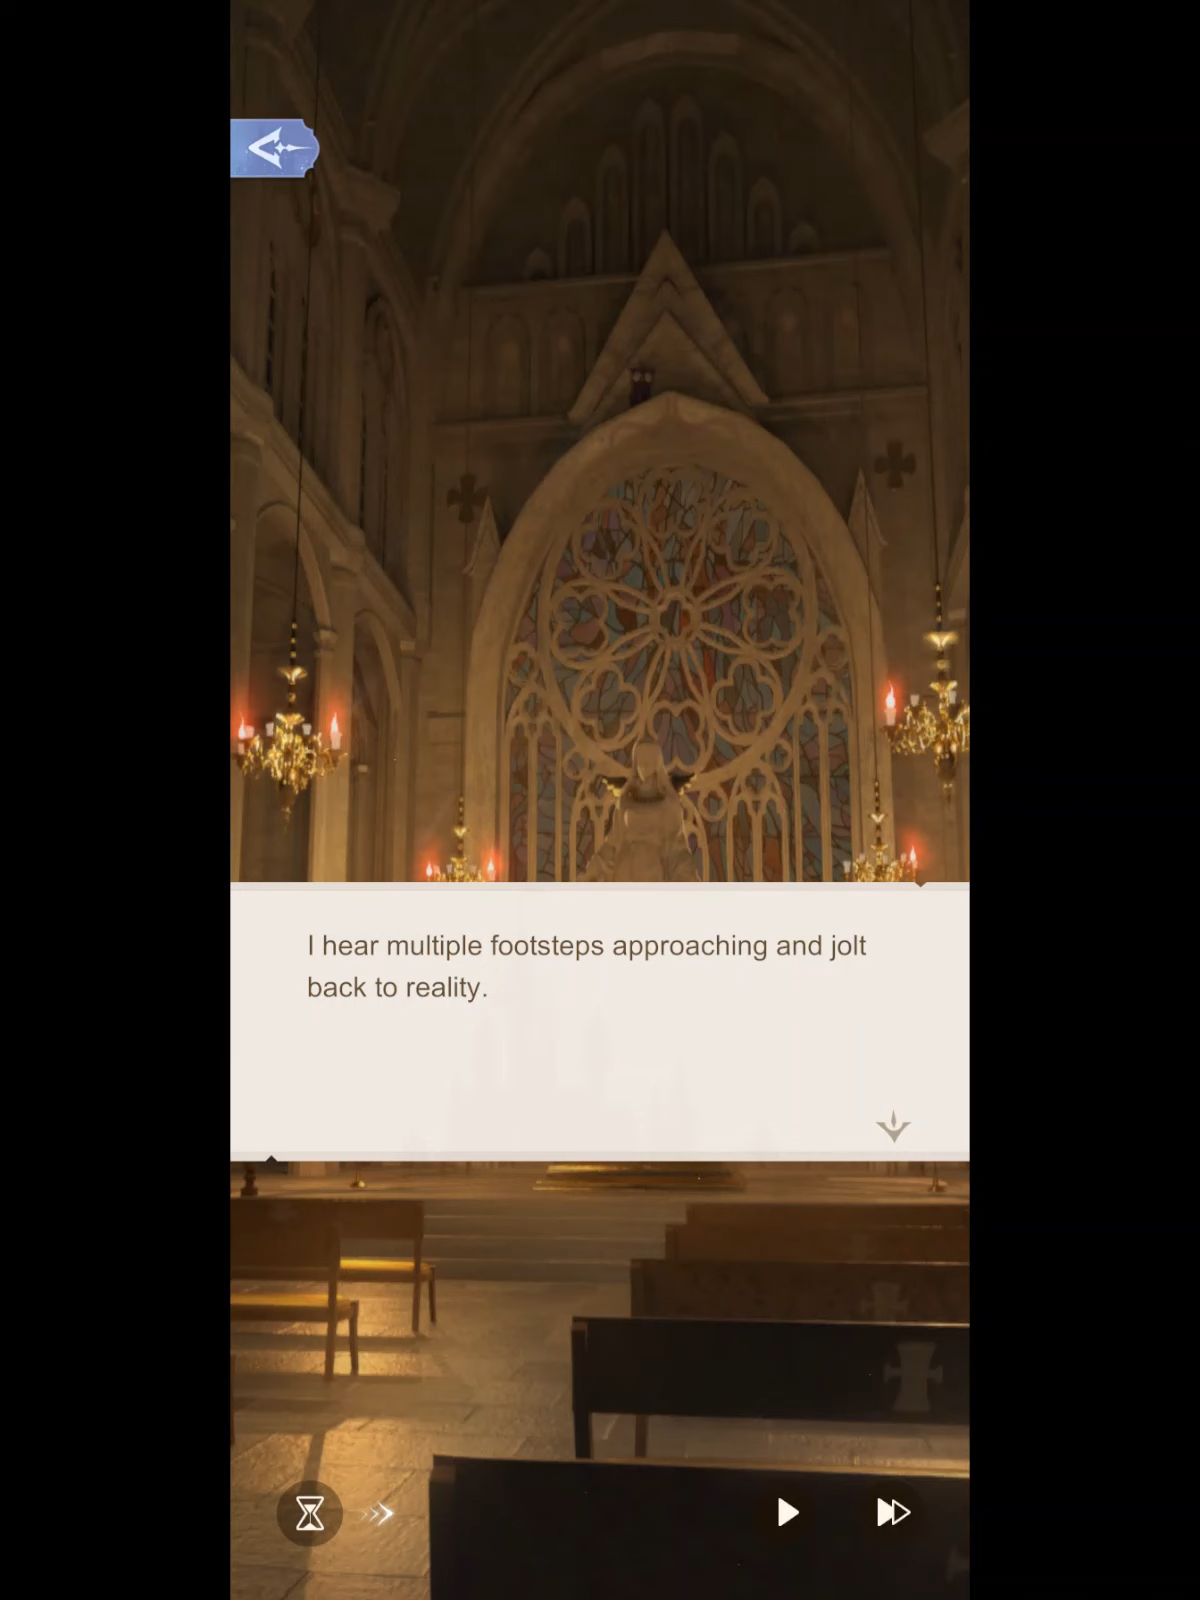 I hear multiple footsteps approaching and jolt
back to reality.